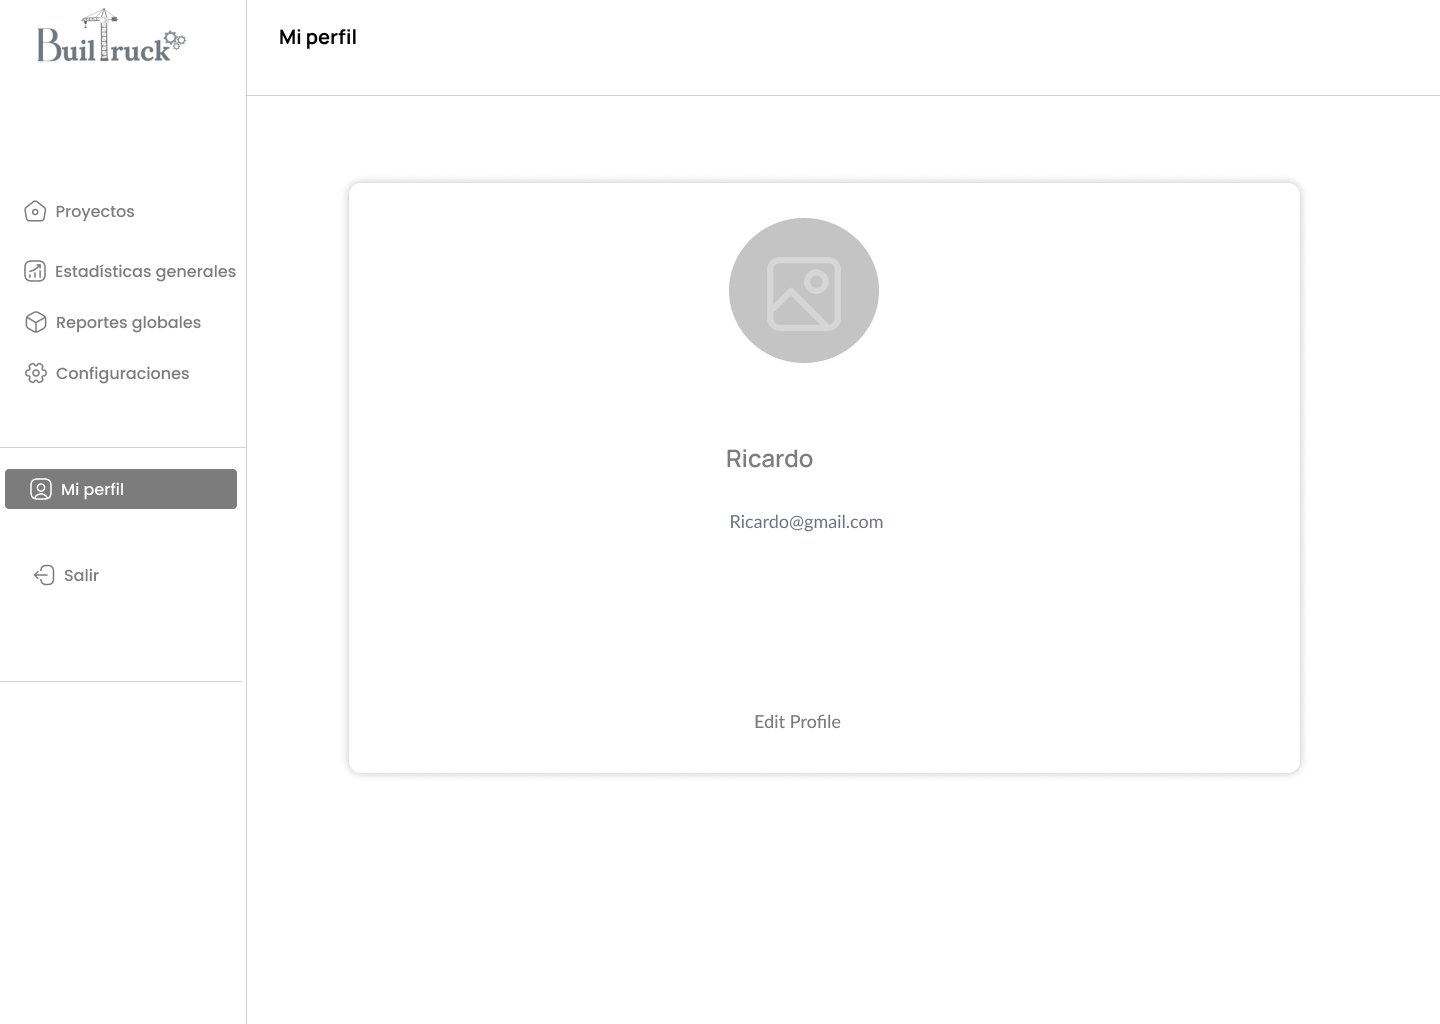 BuilTruck
Mi perfil
Proyectos
Estadísticas generales
Reportes globales
Configuraciones
Mi perfil
Salir
Ricardo
Ricardo@gmail.com
Edit Profile